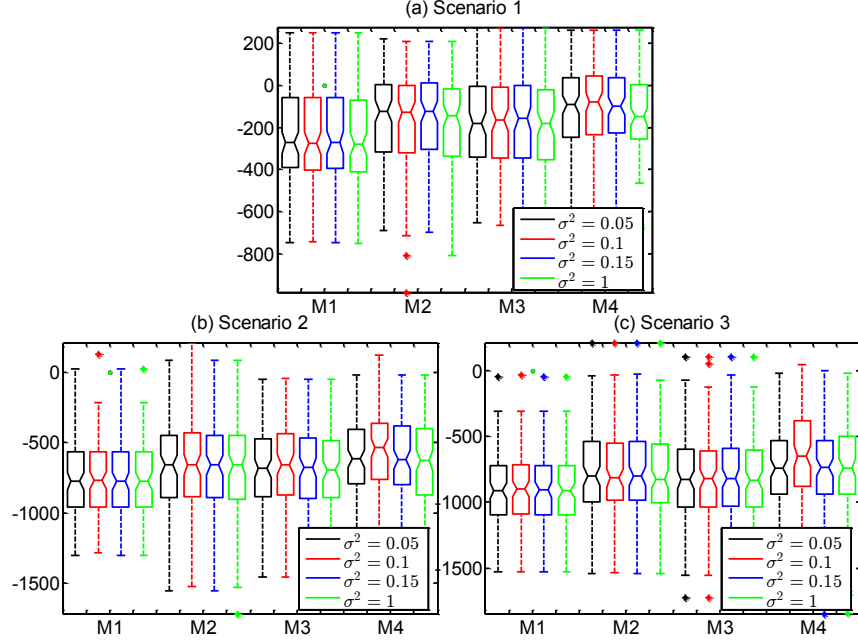 (a) Scenario 1
200
0
-200
-400
-600
-800
σ² = 0.05
σ² = 0.1
σ² = 0.15
σ² = 1
M1 M2 M3 M4
(b) Scenario 2
0
-500
-1000
-1500
σ² = 0.05
σ² = 0.1
σ² = 0.15
σ² = 1
M1 M2 M3 M4
(c) Scenario 3
0
-500
-1000
-1500
σ² = 0.05
σ² = 0.1
σ² = 0.15
σ² = 1
M1 M2 M3 M4